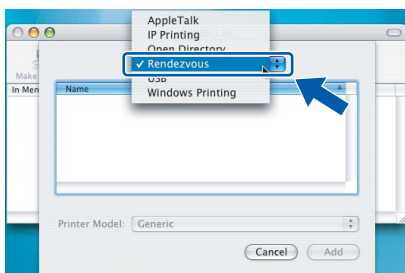 AppleTalk
IP Printing
Open Directory
✓ Rendezvous
USB
Windows Printing
Make
In Men
Name
Printer Model: Generic
Cancel Add